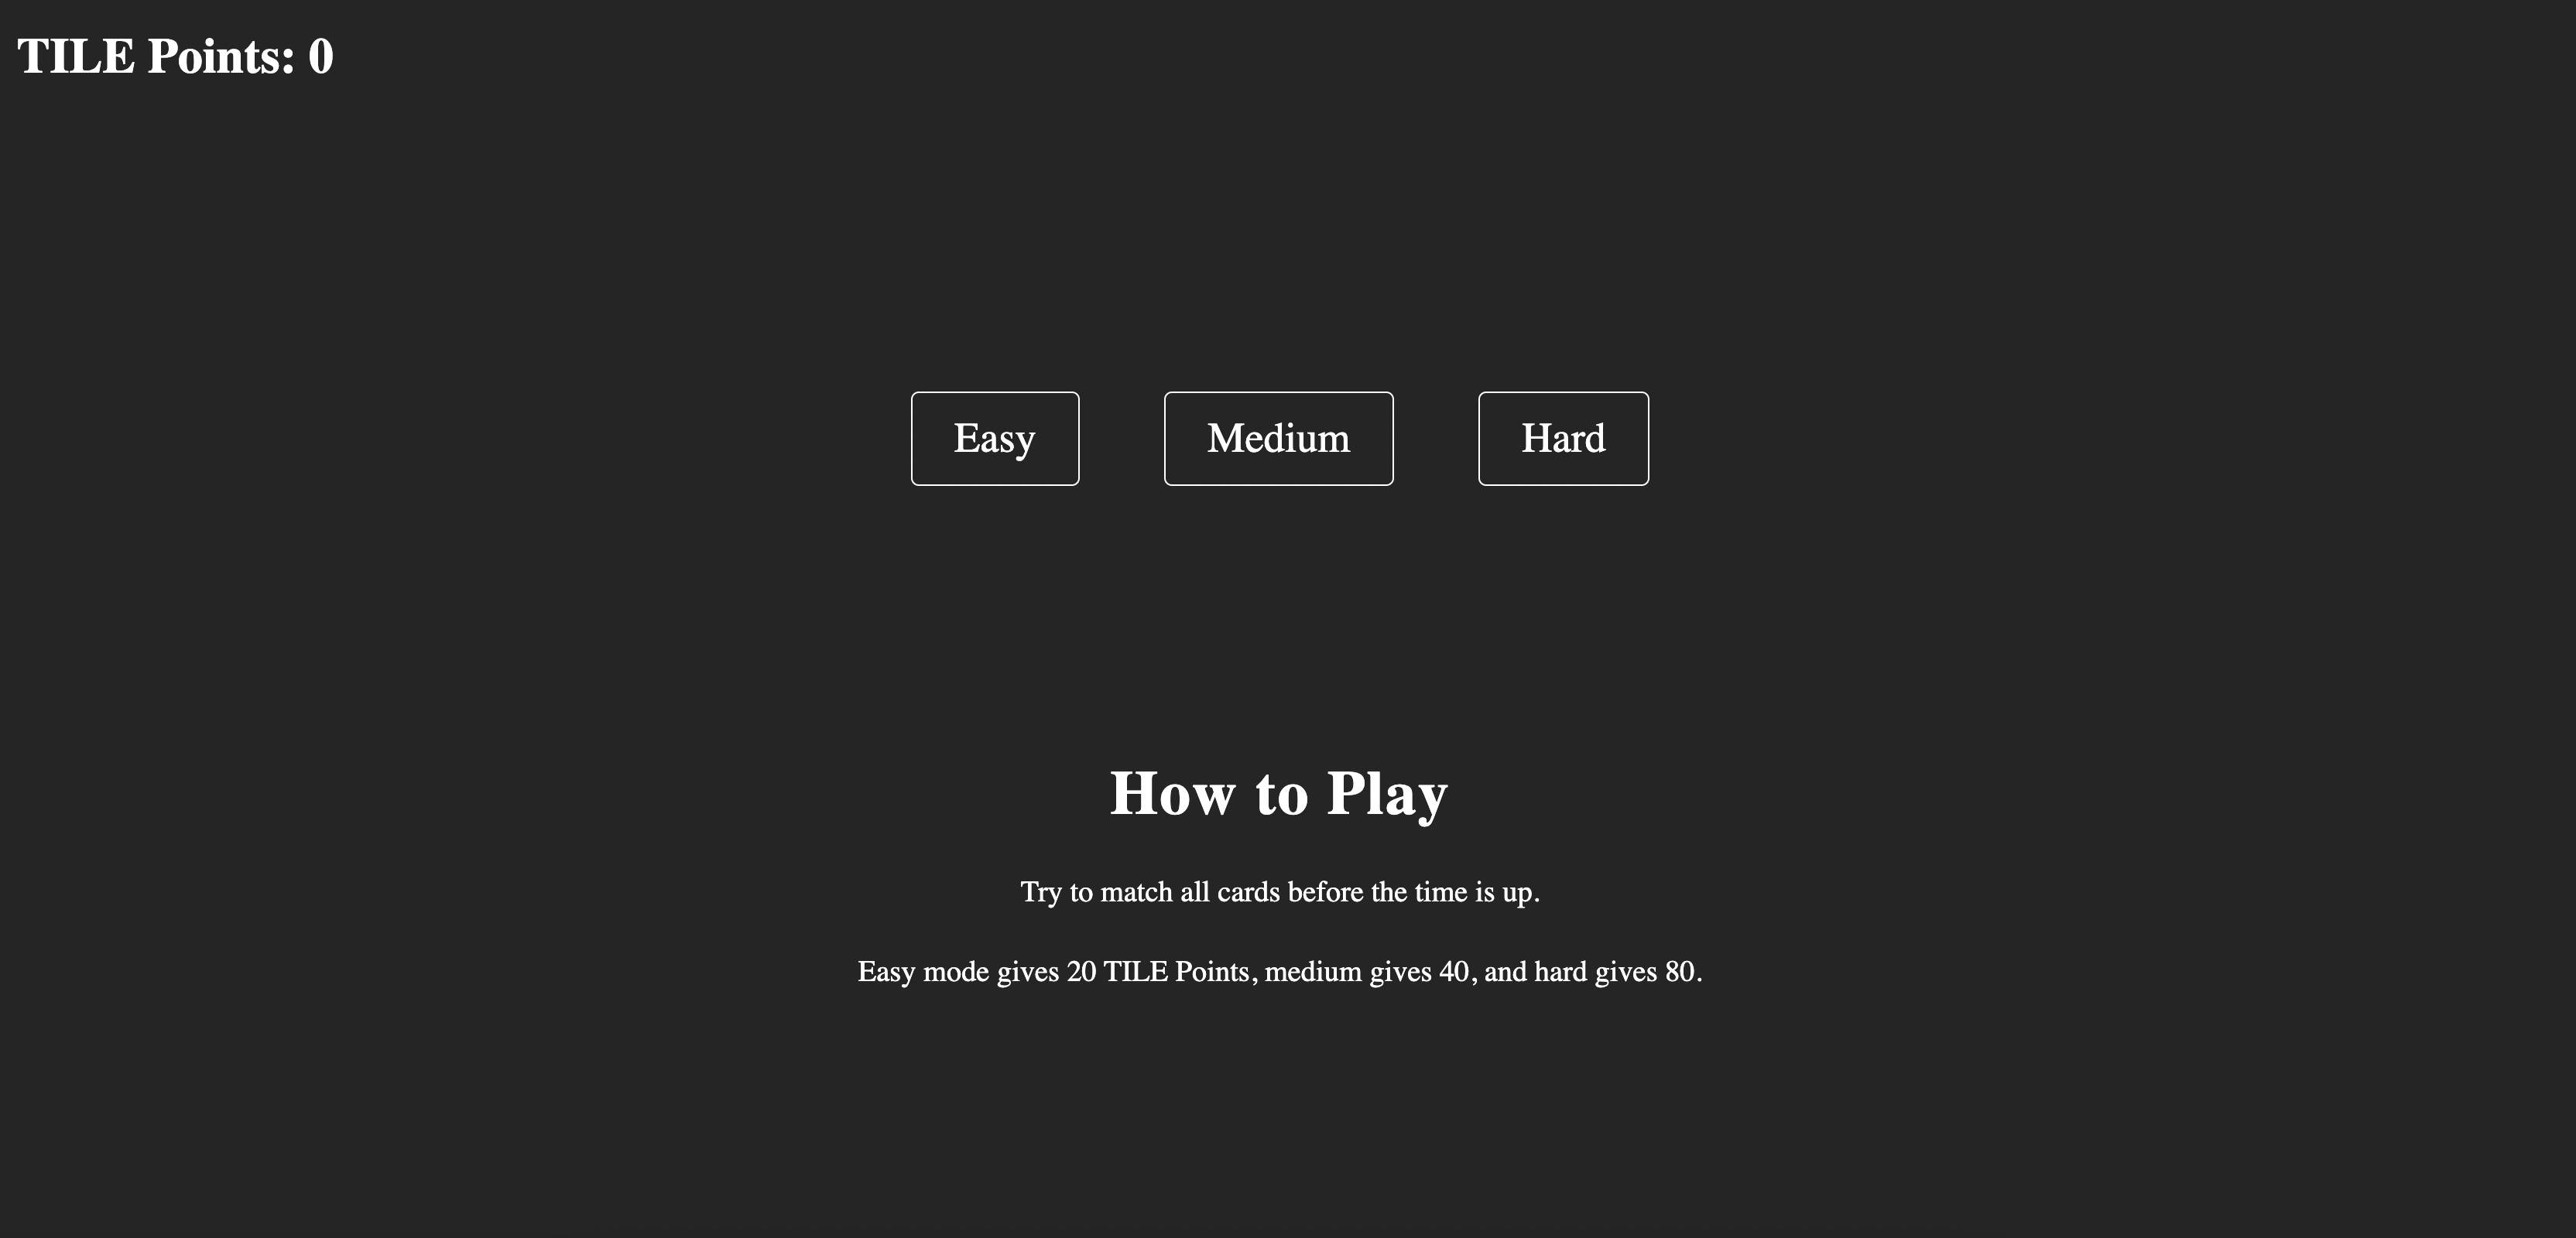 TILE Points: 0
Easy
Medium
Hard
How to Play
Try to match all cards before the time is up.
Easy mode gives 20 TILE Points, medium gives 40, and hard gives 80.